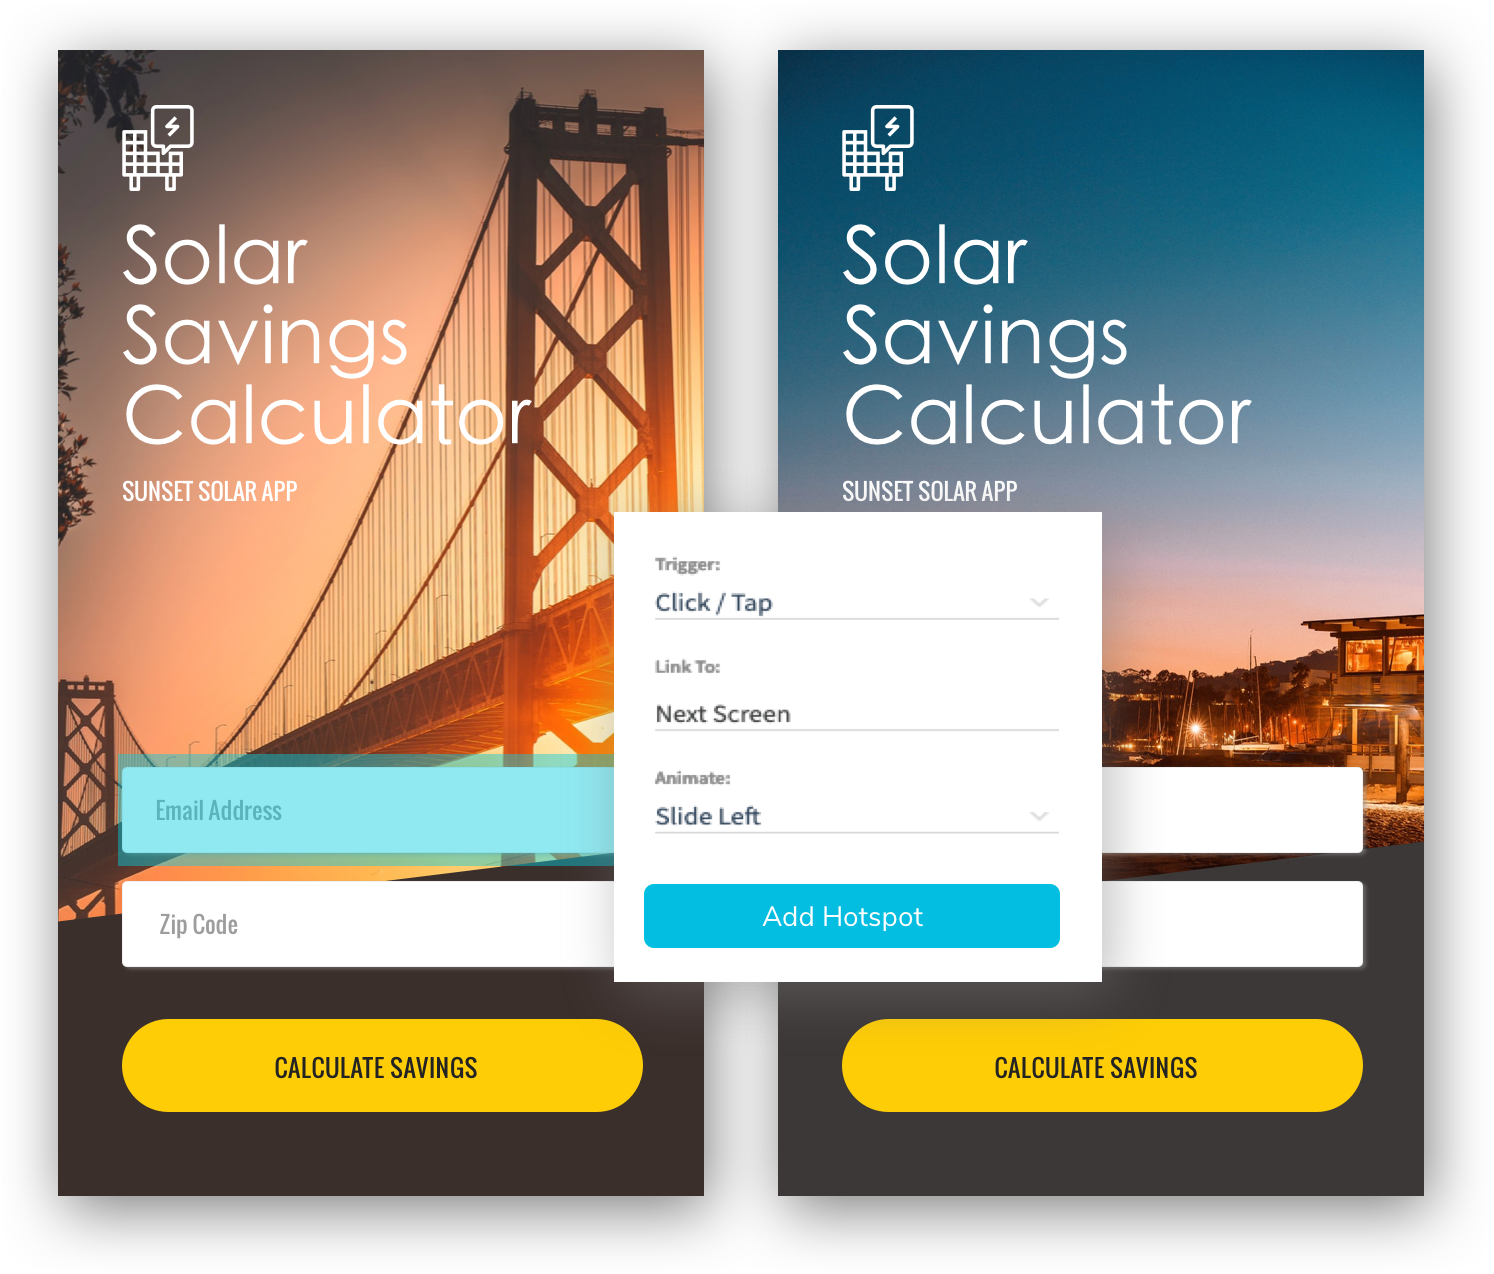 Solar
Savings
Calculator
SUNSET SOLAR APP
Email Address
Zip Code
CALCULATE SAVINGS
Solar
Savings
Calculator
SUNSET SOLAR APP
CALCULATE SAVINGS
Trigger:
Click / Tap
Link To:
Next Screen
Animate:
Slide Left
Add Hotspot